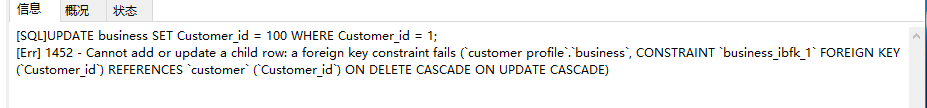 信息 概况 状态
[SQL]UPDATE business SET Customer_id = 100 WHERE Customer_id = 1;
[Err] 1452 - Cannot add or update a child row: a foreign key constraint fails (`customer profile`.`business`, CONSTRAINT `business_ibfk_1` FOREIGN KEY
(`Customer_id`) REFERENCES `customer` (`Customer_id`) ON DELETE CASCADE ON UPDATE CASCADE)